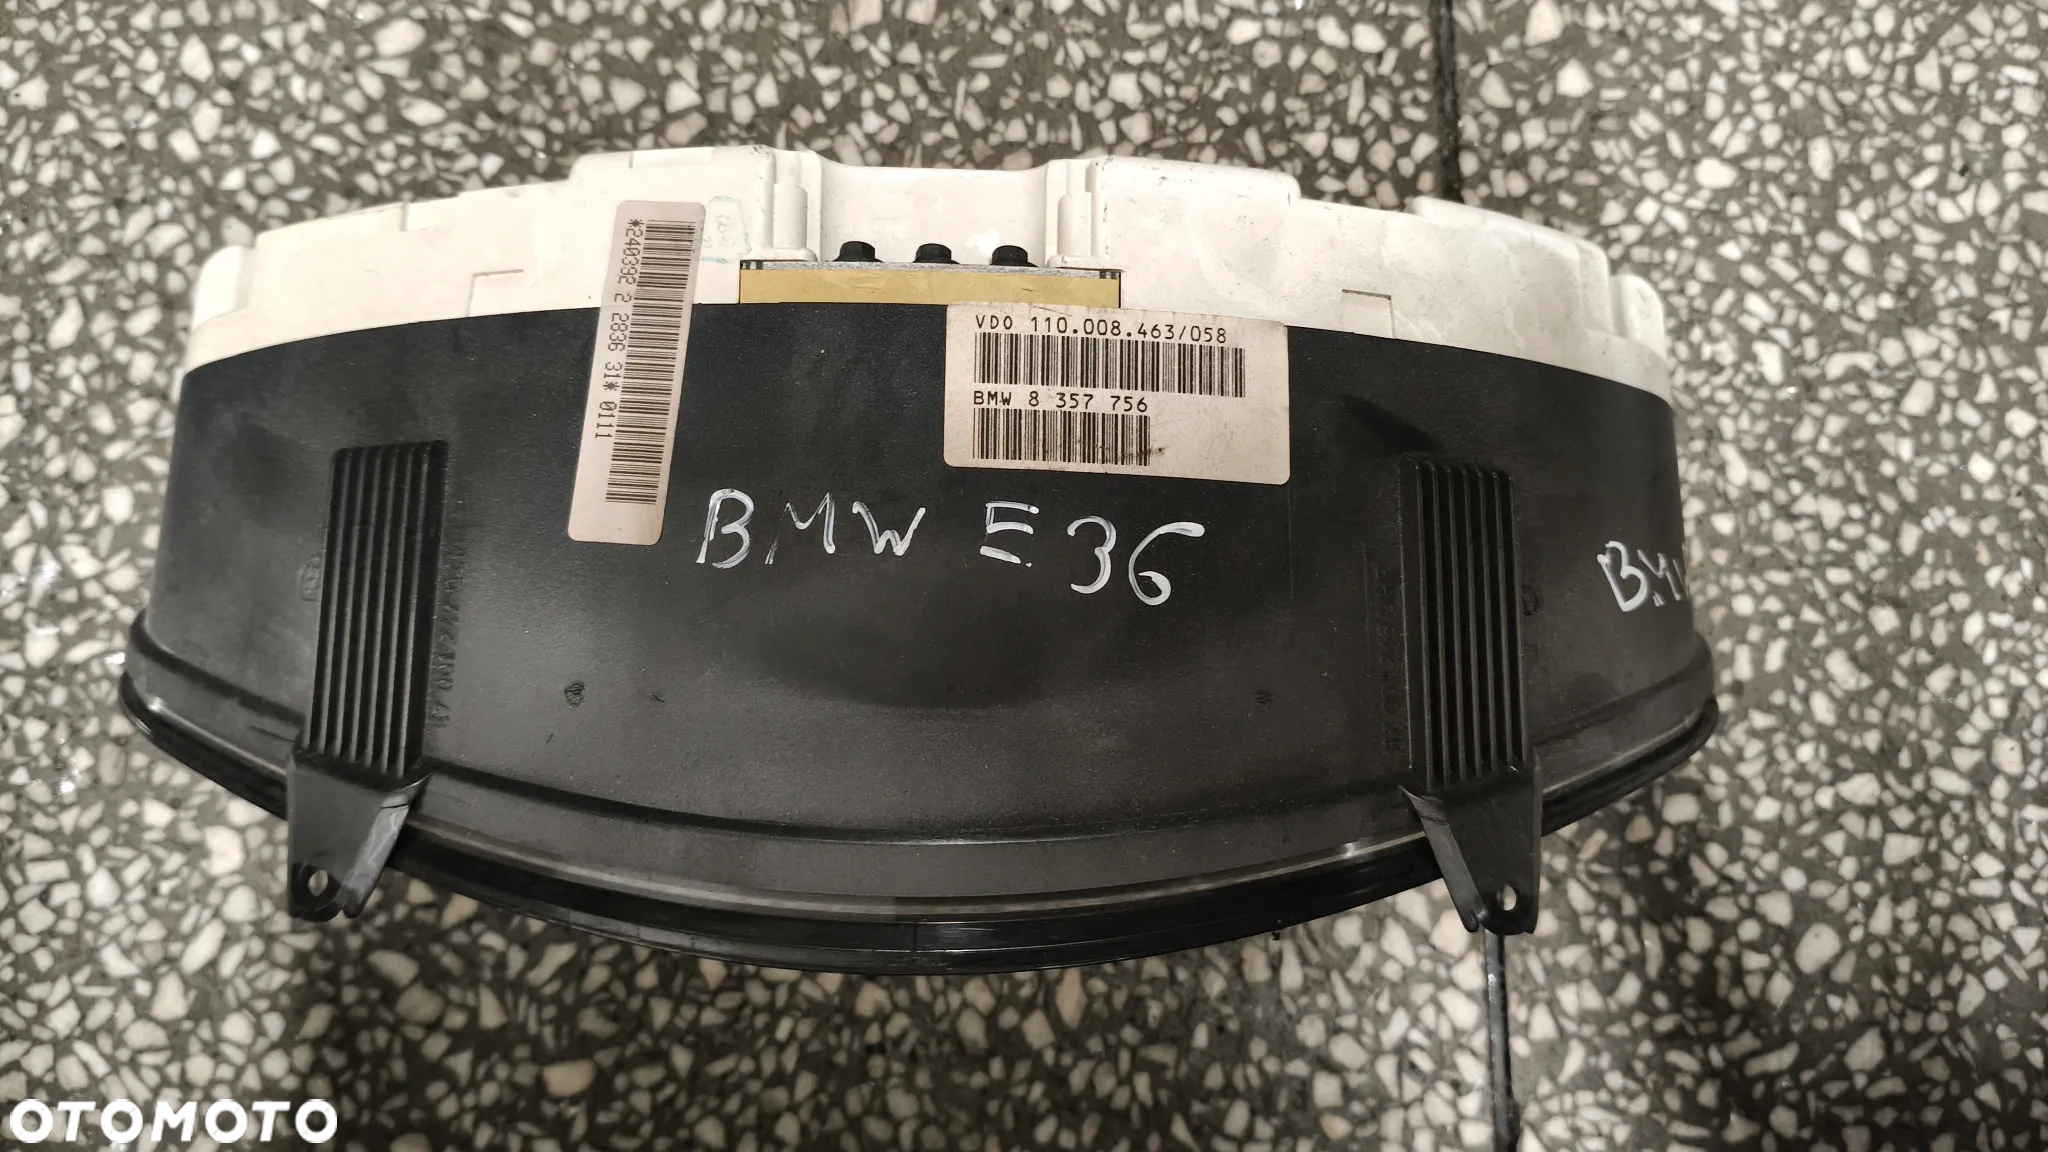 *240392 2 2836 31* 0111
VDO 110.008.463/058
BMW 8 357 756
BMW E36
OTOMOTO